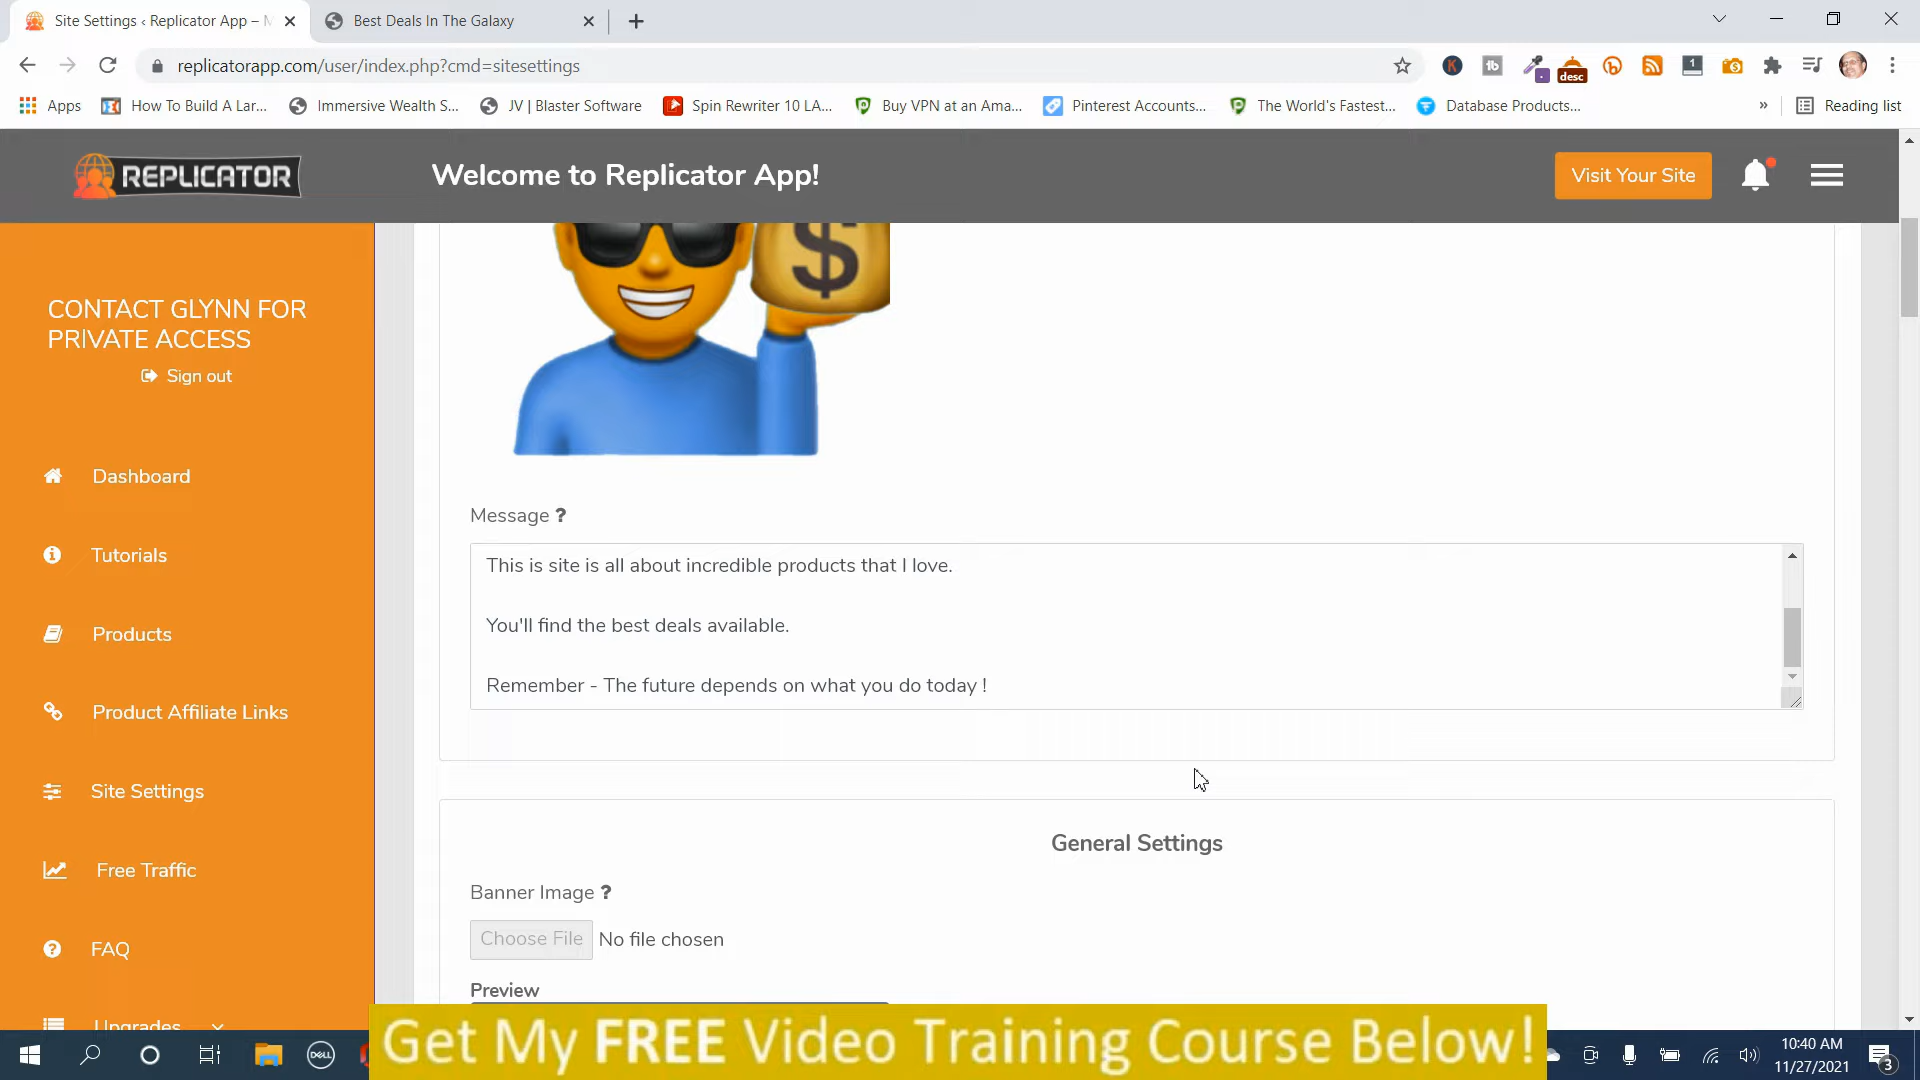 Site Settings ‹ Replicator App –
Best Deals In The Galaxy
replicatorapp.com/user/index.php?cmd=sitesettings
desc
1
Apps
How To Build A Lar...
Immersive Wealth S...
JV | Blaster Software
Spin Rewriter 10 LA...
Buy VPN at an Ama...
Pinterest Accounts...
The World's Fastest...
Database Products...
»
Reading list
REPLICATOR
Welcome to Replicator App!
Visit Your Site
CONTACT GLYNN FOR
PRIVATE ACCESS
Sign out
Dashboard
Tutorials
Products
Product Affiliate Links
Site Settings
Free Traffic
FAQ
Upgrades
$
Message ?
This is site is all about incredible products that I love.
You'll find the best deals available.
Remember - The future depends on what you do today !
General Settings
Banner Image ?
Choose File No file chosen
Preview
Get My FREE Video Training Course Below!
DELL
10:40 AM
11/27/2021
3